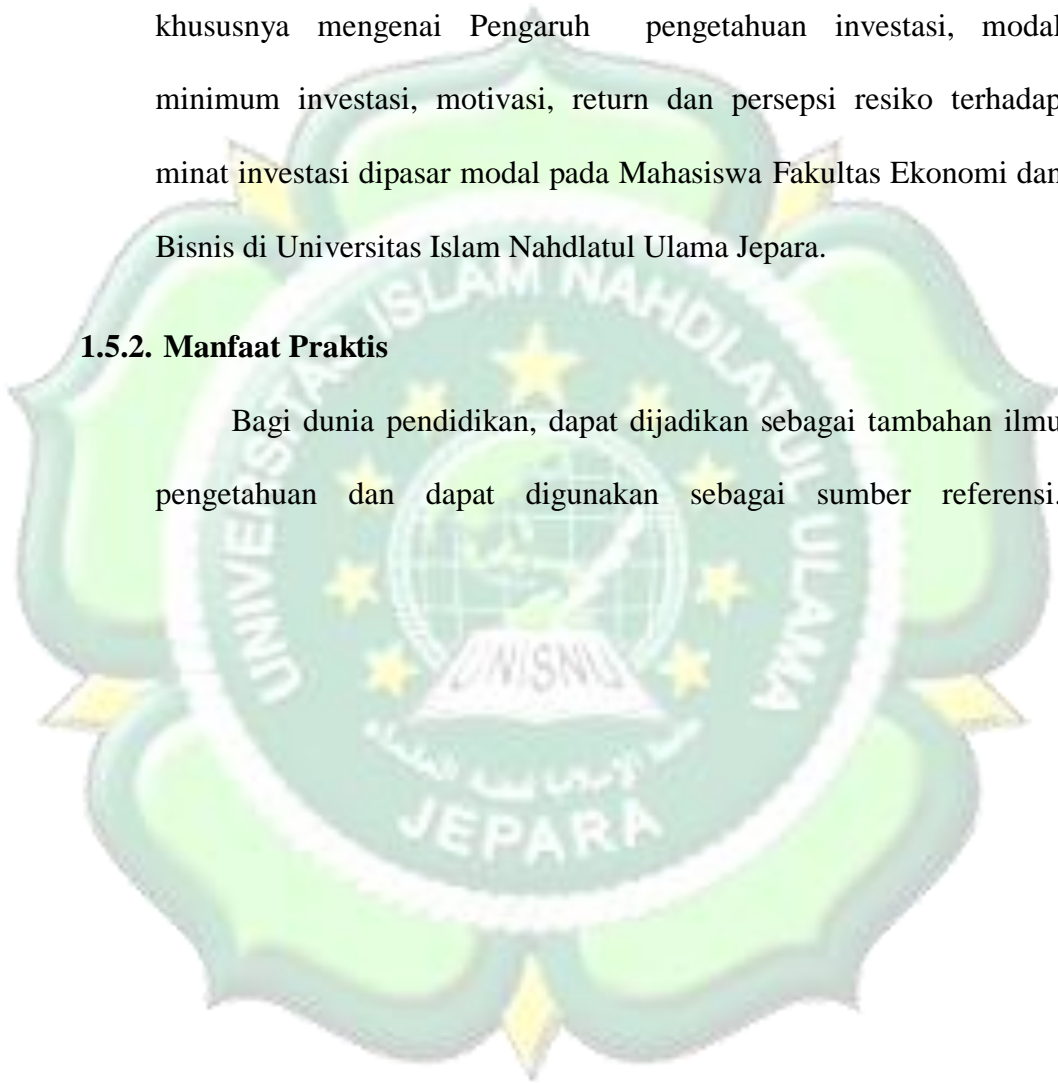 khususnya mengenai Pengaruh pengetahuan investasi, modal
minimum investasi, motivasi, return dan persepsi resiko terhadap
minat investasi dipasar modal pada Mahasiswa Fakultas Ekonomi dan
Bisnis di Universitas Islam Nahdlatul Ulama Jepara.
1.5.2. Manfaat Praktis
Bagi dunia pendidikan, dapat dijadikan sebagai tambahan ilmu
pengetahuan dan dapat digunakan sebagai sumber referensi.
UNIVERSITAS ISLAM NAHDLATUL ULAMA
UNISNU
JEPARA